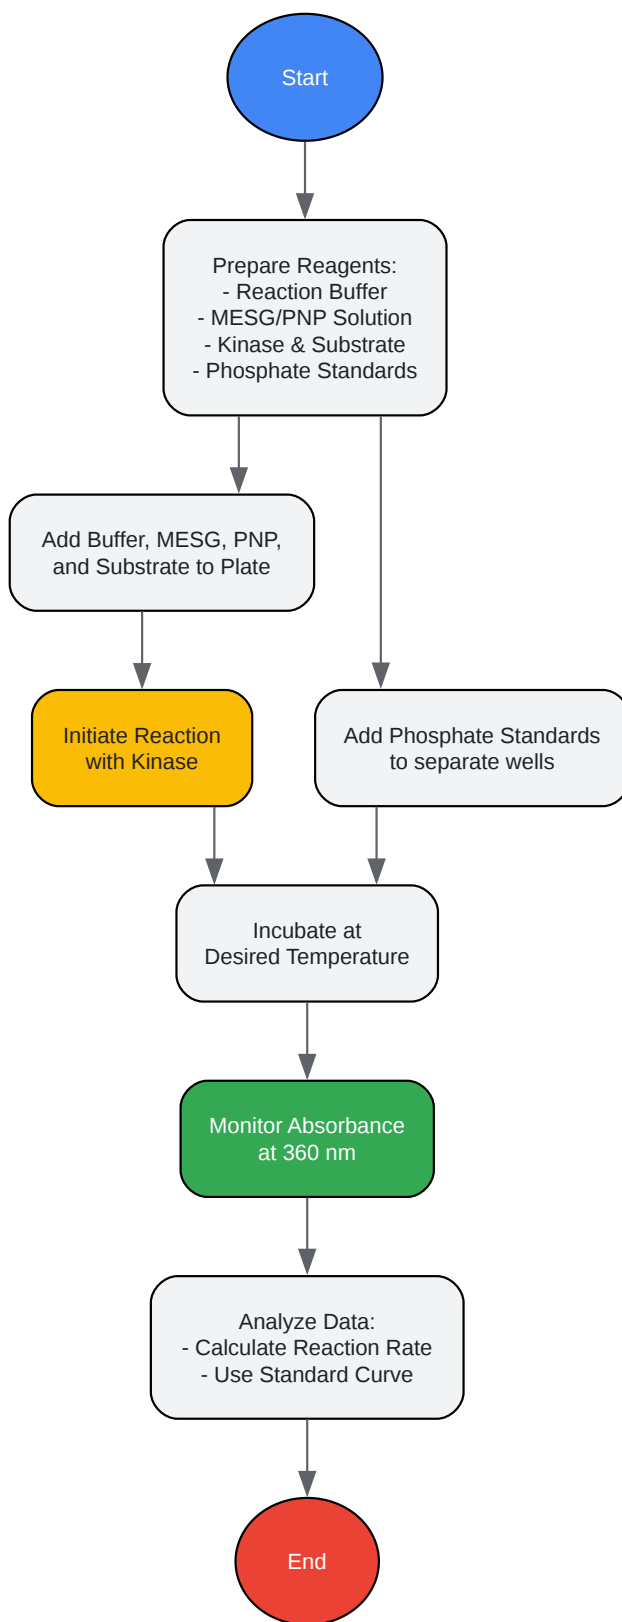 Start
Prepare Reagents:
- Reaction Buffer
- MESG/PNP Solution
- Kinase & Substrate
- Phosphate Standards
Add Buffer, MESG, PNP,
and Substrate to Plate
Initiate Reaction
with Kinase
Add Phosphate Standards
to separate wells
Incubate at
Desired Temperature
Monitor Absorbance
at 360 nm
Analyze Data:
- Calculate Reaction Rate
- Use Standard Curve
End